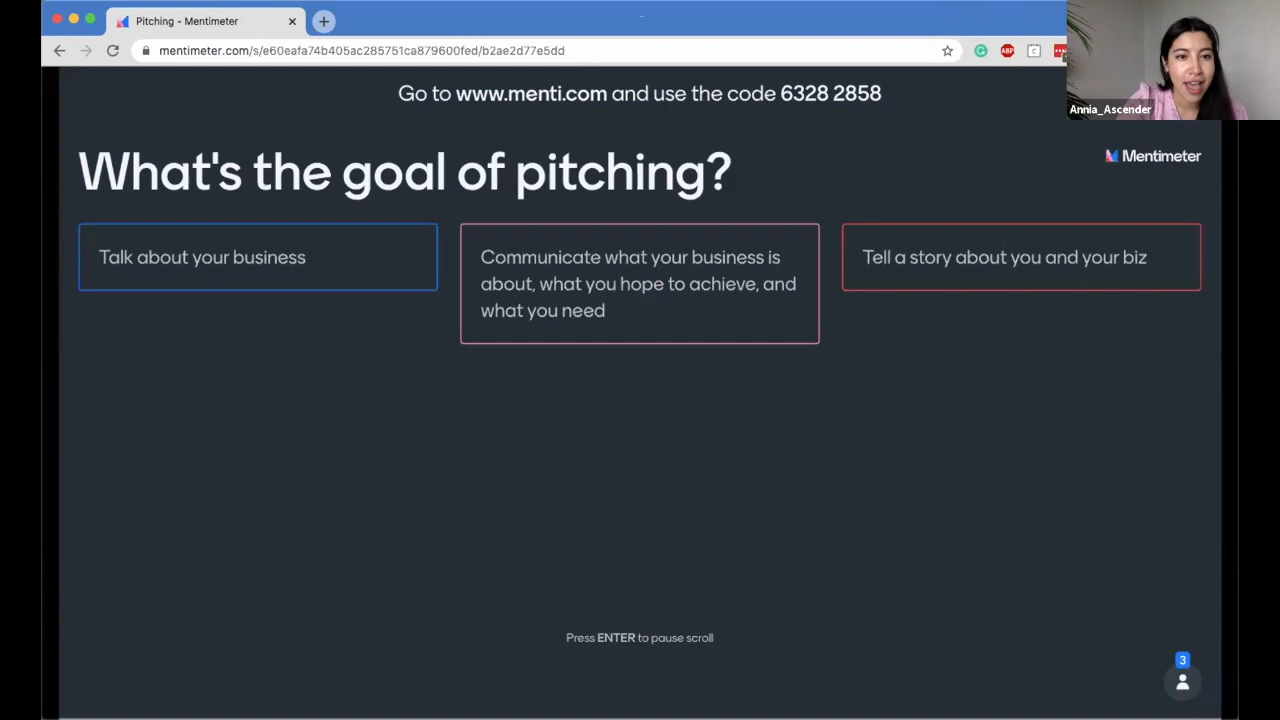 Pitching - Mentimeter
mentimeter.com/s/e60eafa74b405ac285751ca879600fed/b2ae2d77e5dd
ABP
Annia_Ascender
Go to www.menti.com and use the code 6328 2858
Mentimeter
What's the goal of pitching?
Talk about your business
Communicate what your business is
about, what you hope to achieve, and
what you need
Tell a story about you and your biz
Press ENTER to pause scroll
3